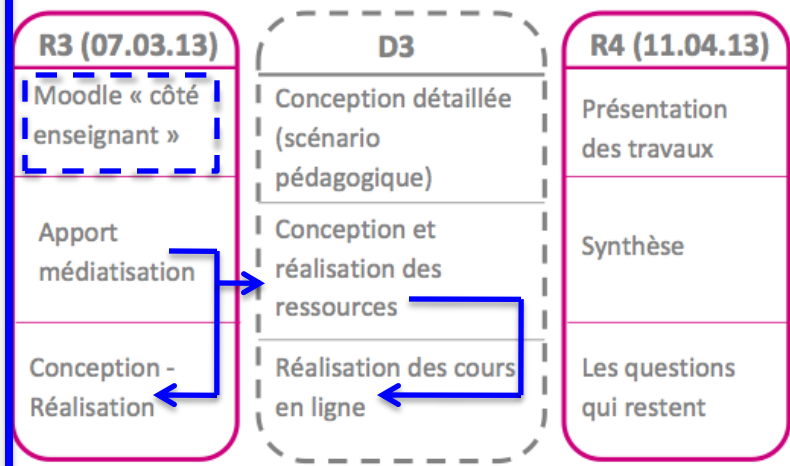 R3 (07.03.13)
Moodle « côté
enseignant »
Apport
médiatisation
Conception -
Réalisation
D3
Conception détaillée
(scénario
pédagogique)
Conception et
réalisation des
ressources
Réalisation des cours
en ligne
R4 (11.04.13)
Présentation
des travaux
Synthèse
Les questions
qui restent